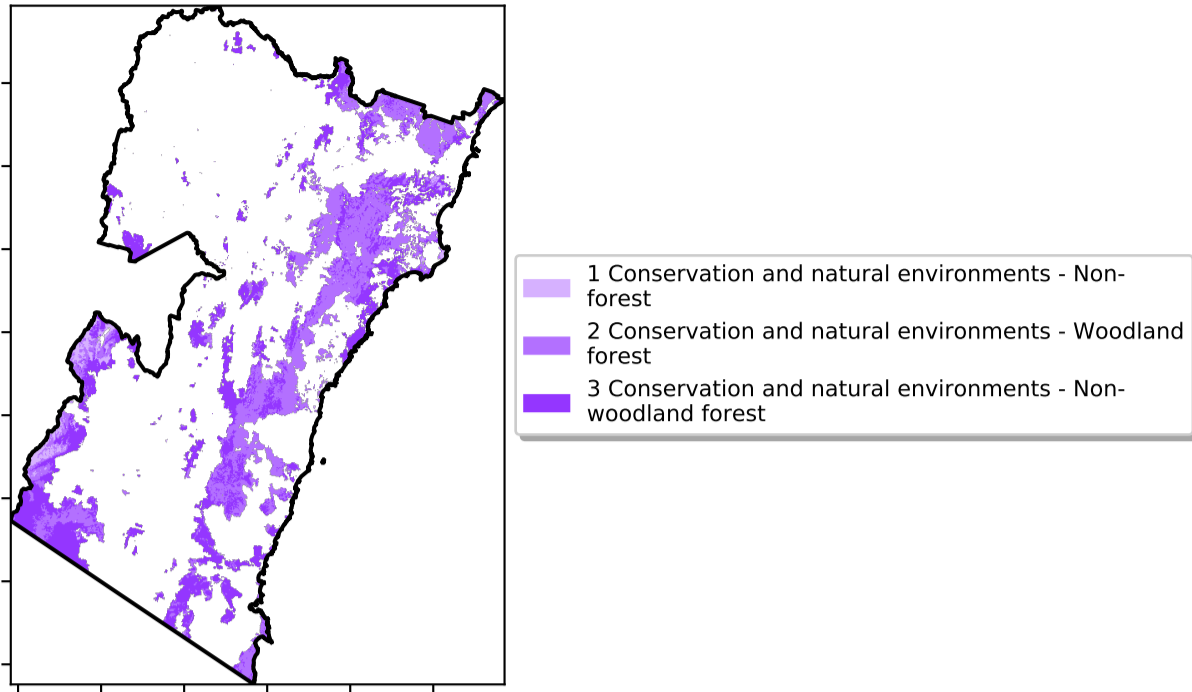 1 Conservation and natural environments - Non-
forest
2 Conservation and natural environments - Woodland
forest
3 Conservation and natural environments - Non-
woodland forest